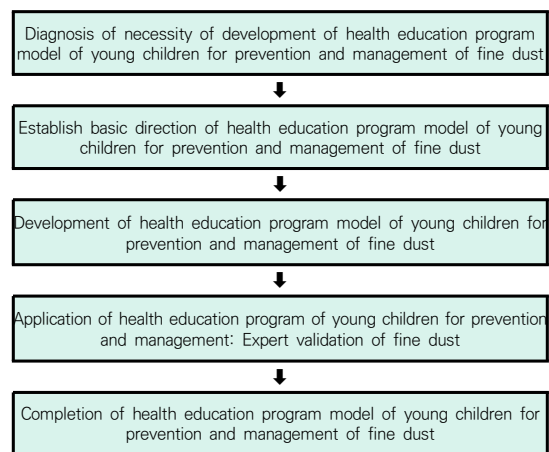 Diagnosis of necessity of development of health education program
model of young children for prevention and management of fine dust
Establish basic direction of health education program model of young
children for prevention and management of fine dust
Development of health education program model of young children for
prevention and management of fine dust
Application of health education program of young children for prevention
and management: Expert validation of fine dust
Completion of health education program model of young children for
prevention and management of fine dust